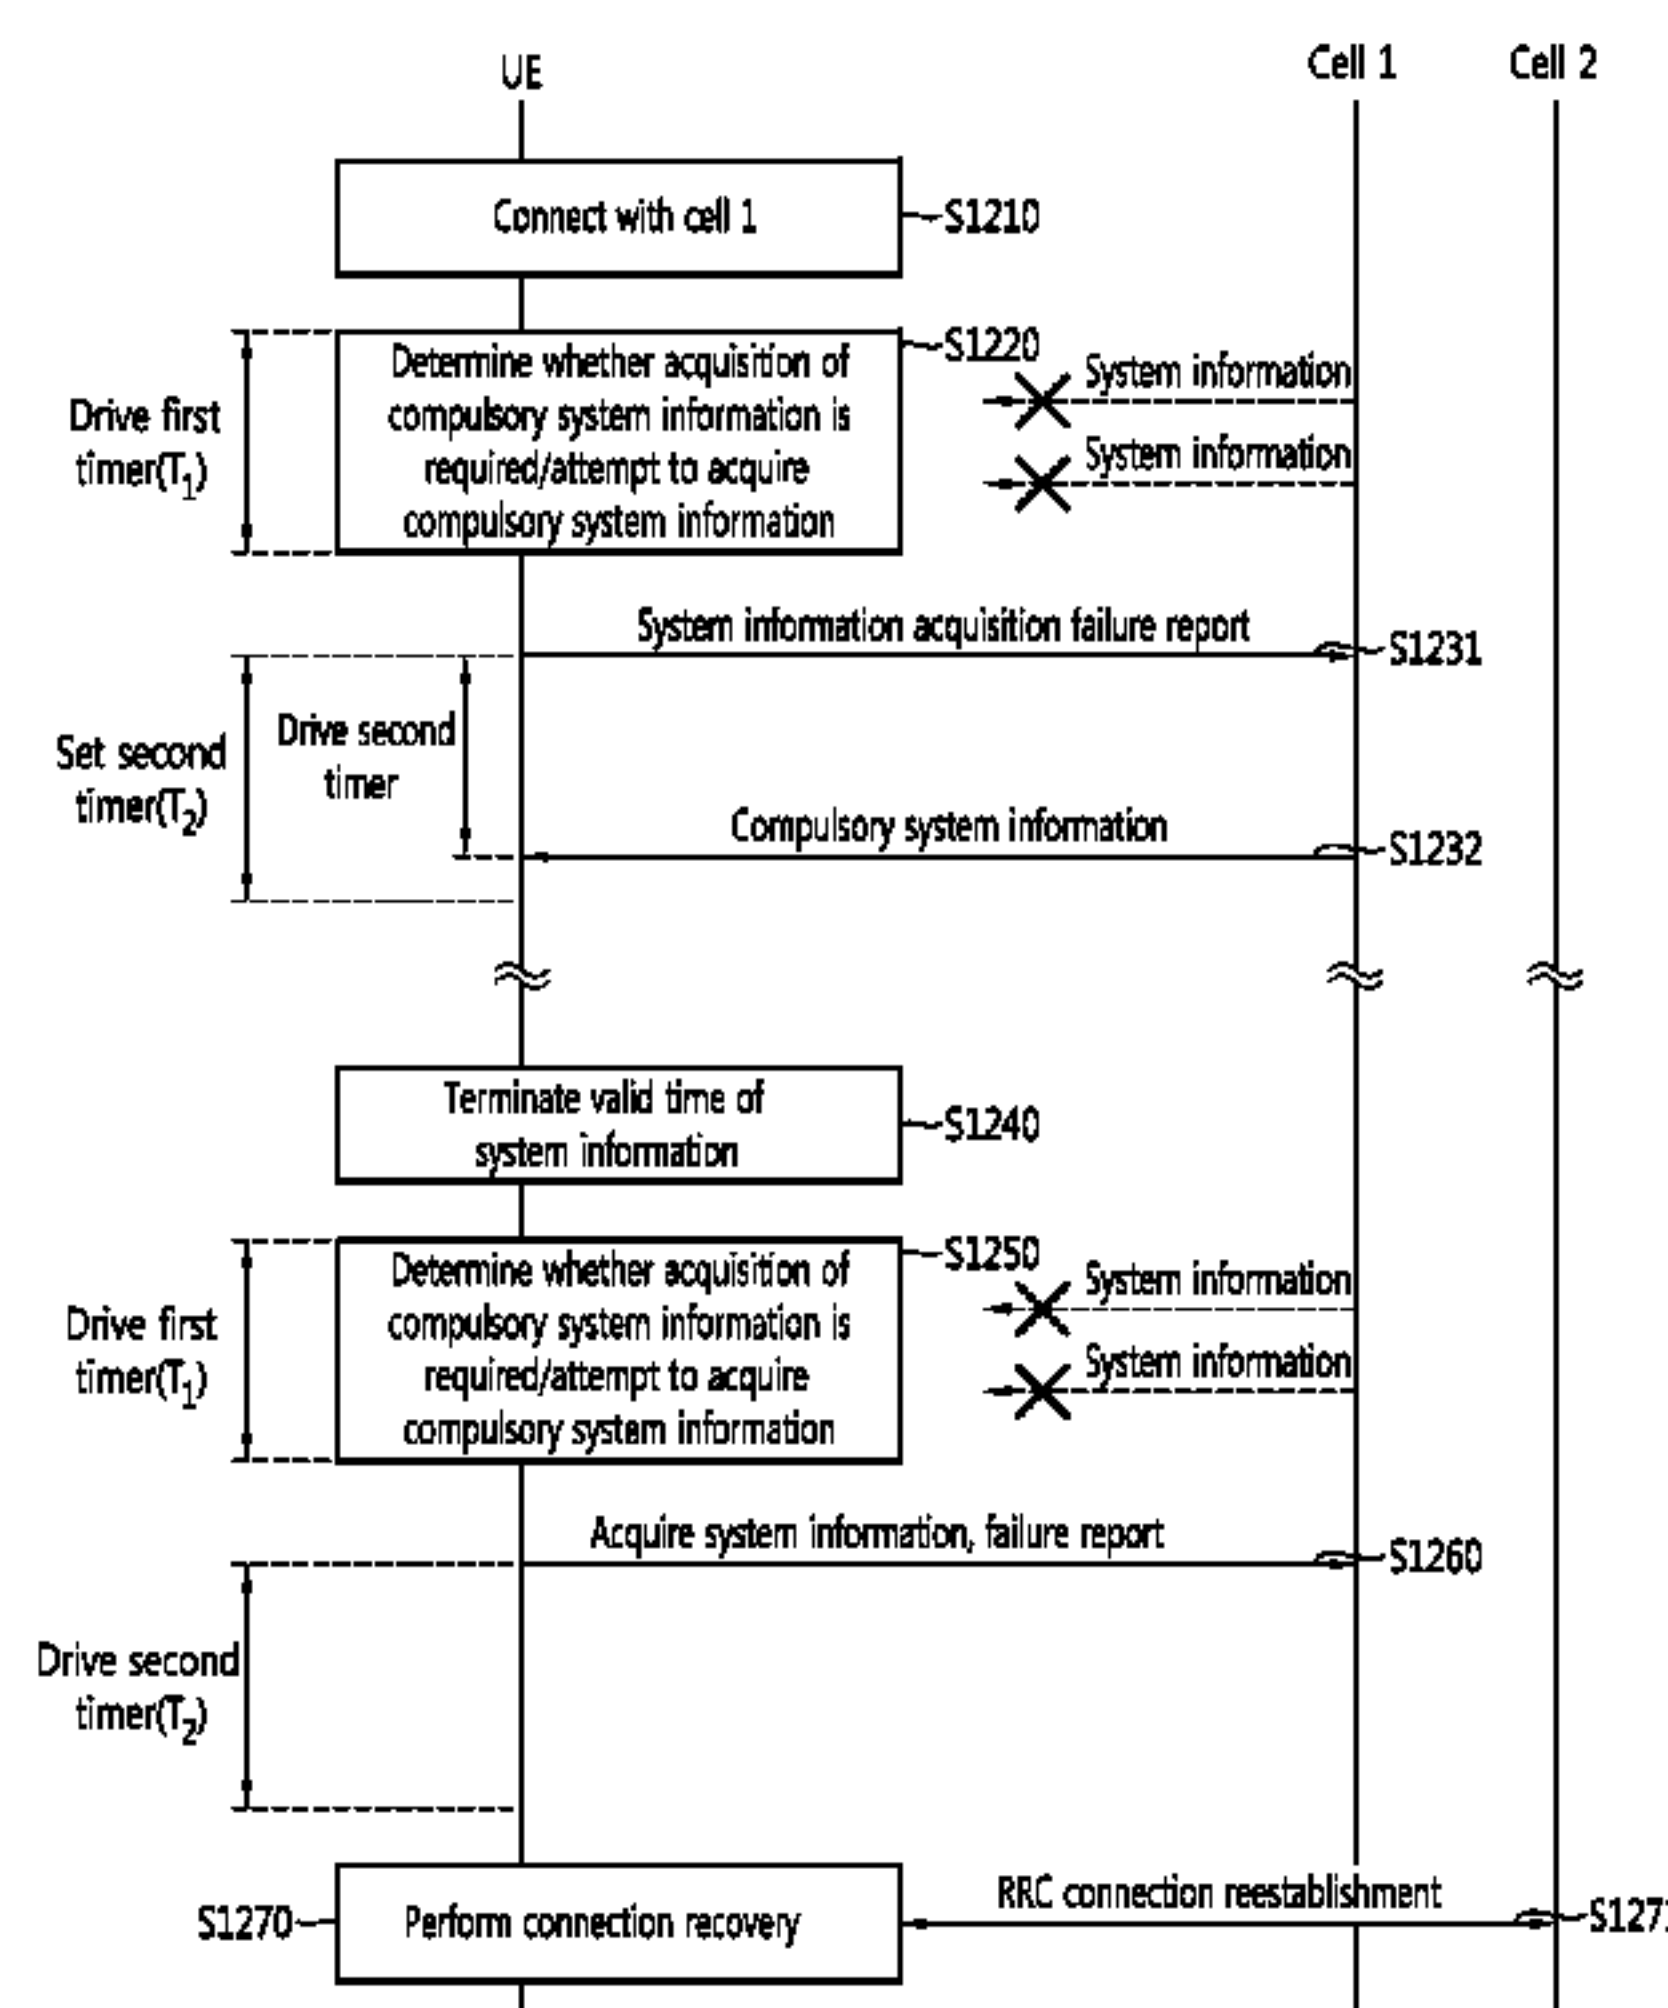 UE
Cell 1
Cell 2
Connect with cell 1
S1210
Determine whether acquisition of
compulsory system information is
required/attempt to acquire
compulsory system information
S1220
System information
System information
Drive first
timer(T1)
System information acquisition failure report
S1231
Set second
timer(T2)
Drive second
timer
Compulsory system information
S1232
Terminate valid time of
system information
S1240
Determine whether acquisition of
compulsory system information is
required/attempt to acquire
compulsory system information
S1250
System information
System information
Drive first
timer(T1)
Acquire system information, failure report
S1260
Drive second
timer(T2)
S1270
Perform connection recovery
RRC connection reestablishment